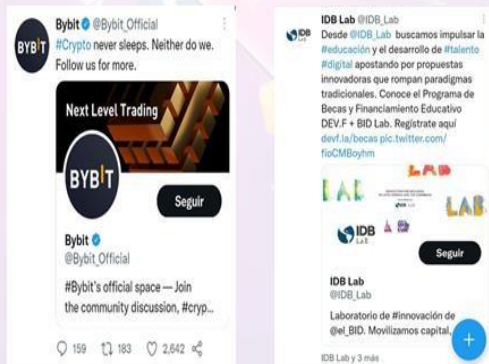 Bybit @Bybit_Official
#Crypto never sleeps. Neither do we.
Follow us for more.
Next Level Trading
BYBIT
BYBIT
Seguir
Bybit
@Bybit_Official
#Bybit's official space — Join
the community discussion, #cryp...
159 183 2,642
IDB Lab @IDB_Lab
Desde @IDB_Lab buscamos impulsar la
#educación y el desarrollo de #talento
#digital apostando por propuestas
innovadoras que rompan paradigmas
tradicionales. Conoce el Programa de
Becas y Financiamiento Educativo
DEV.F + BID Lab. Regístrate aquí
devf.la/becas pic.twitter.com/
fioCMBoyhm
LAB
LAB
LAB
IDB
LAB
Seguir
IDB Lab
@IDB_Lab
Laboratorio de #innovación de
@el_BID. Movilizamos capital,
IDB Lab y 3 más